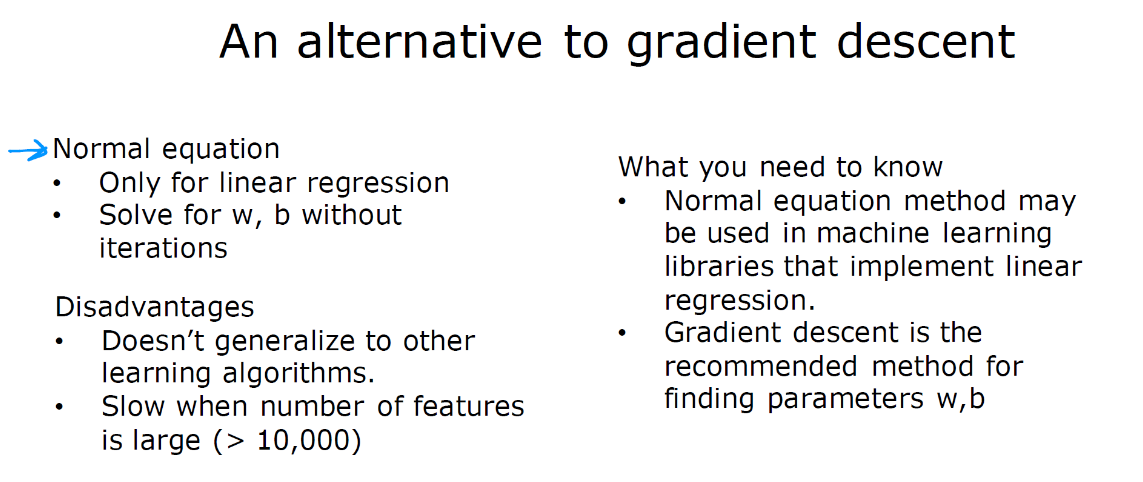 An alternative to gradient descent
Normal equation
• Only for linear regression
• Solve for w, b without
iterations
Disadvantages
• Doesn’t generalize to other
learning algorithms.
• Slow when number of features
is large (> 10,000)
What you need to know
• Normal equation method may
be used in machine learning
libraries that implement linear
regression.
• Gradient descent is the
recommended method for
finding parameters w,b